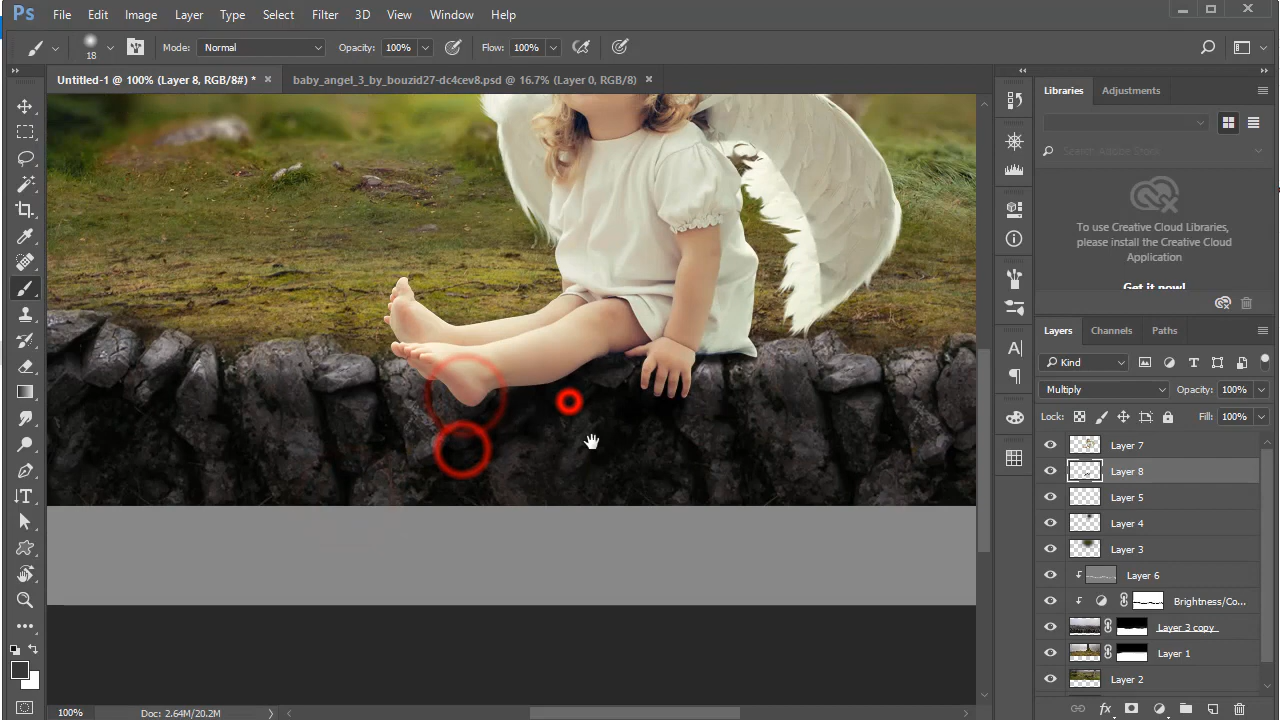 Ps File Edit Image Layer Type Select Filter 3D View Window Help
18 Mode: Normal Opacity: 100% Flow: 100%
Untitled-1 @ 100% (Layer 8, RGB/8#) * × baby_angel_3_by_bouzid27-dc4cev8.psd @ 16.7% (Layer 0, RGB/8) ×
Libraries Adjustments
Search Adobe Stock
To use Creative Cloud Libraries,
please install the Creative Cloud
Application
Get it now!
Layers Channels Paths
Kind
Multiply Opacity: 100%
Lock: Fill: 100%
Layer 7
Layer 8
Layer 5
Layer 4
Layer 3
Layer 6
Brightness/Co...
Layer 3 copy
Layer 1
Layer 2
100% Doc: 2.64M/20.2M